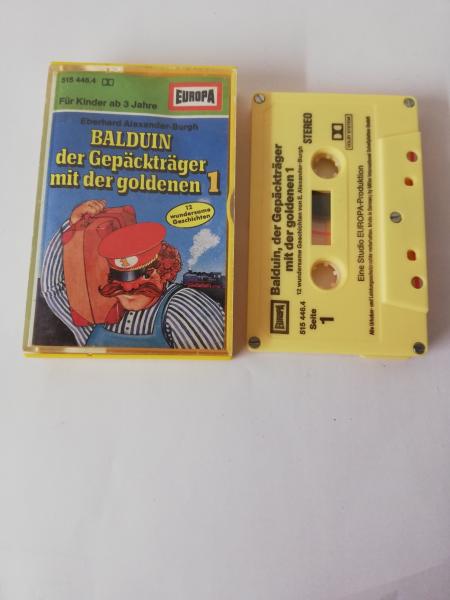 515 446.4
EUROPA
Für Kinder ab 3 Jahre
Eberhard Alexander-Burgh
BALDUIN
der Gepäckträger
mit der goldenen 1
12
wundersame
Geschichten
Balduin, der Gepäckträger
mit der goldenen 1
12 wundersame Geschichten von E. Alexander-Burgh
STEREO
DOLBY SYSTEM
EUROPA
515 446.4
Seite
1
Eine Studio EUROPA-Produktion